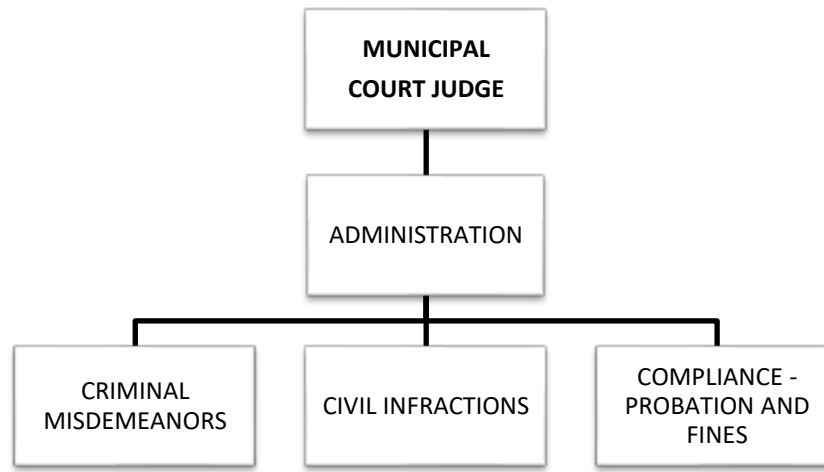 MUNICIPAL
COURT JUDGE
ADMINISTRATION
CRIMINAL
MISDEMEANORS
CIVIL INFRACTIONS
COMPLIANCE -
PROBATION AND
FINES